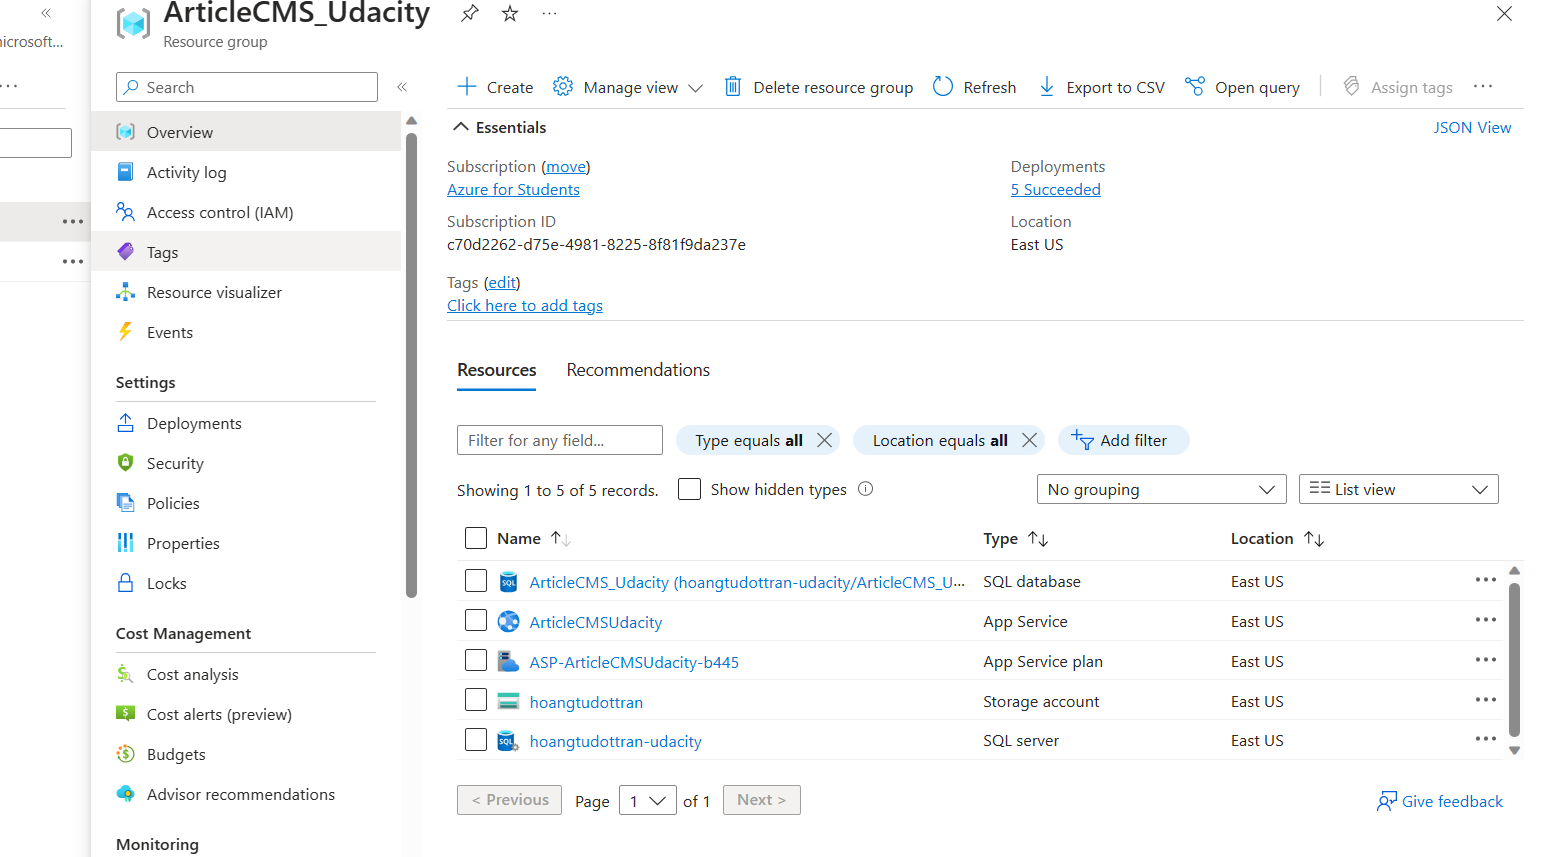 ArticleCMS_Udacity
Resource group
microsoft...
Search
Create
Manage view
Delete resource group
Refresh
Export to CSV
Open query
Assign tags
Overview
Activity log
Access control (IAM)
Tags
Resource visualizer
Events
Settings
Deployments
Security
Policies
Properties
Locks
Cost Management
Cost analysis
Cost alerts (preview)
Budgets
Advisor recommendations
Monitoring
Essentials
JSON View
Subscription (move)
Azure for Students
Subscription ID
c70d2262-d75e-4981-8225-8f81f9da237e
Deployments
5 Succeeded
Location
East US
Tags (edit)
Click here to add tags
Resources
Recommendations
Filter for any field...
Type equals all
Location equals all
Add filter
Showing 1 to 5 of 5 records.
Show hidden types
No grouping
List view
Name
Type
Location
ArticleCMS_Udacity (hoangtudottran-udacity/ArticleCMS_U... SQL database East US
ArticleCMSUdacity App Service East US
ASP-ArticleCMSUdacity-b445 App Service plan East US
hoangtudottran Storage account East US
hoangtudottran-udacity SQL server East US
< Previous
Page 1 of 1
Next >
Give feedback